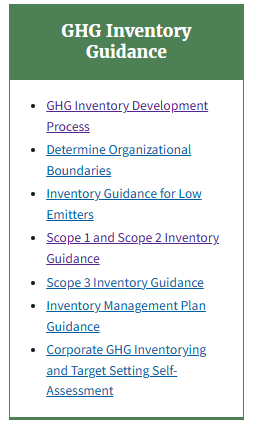 GHG Inventory
Guidance
GHG Inventory Development
Process
Determine Organizational
Boundaries
Inventory Guidance for Low
Emitters
Scope 1 and Scope 2 Inventory
Guidance
Scope 3 Inventory Guidance
Inventory Management Plan
Guidance
Corporate GHG Inventorying
and Target Setting Self-
Assessment